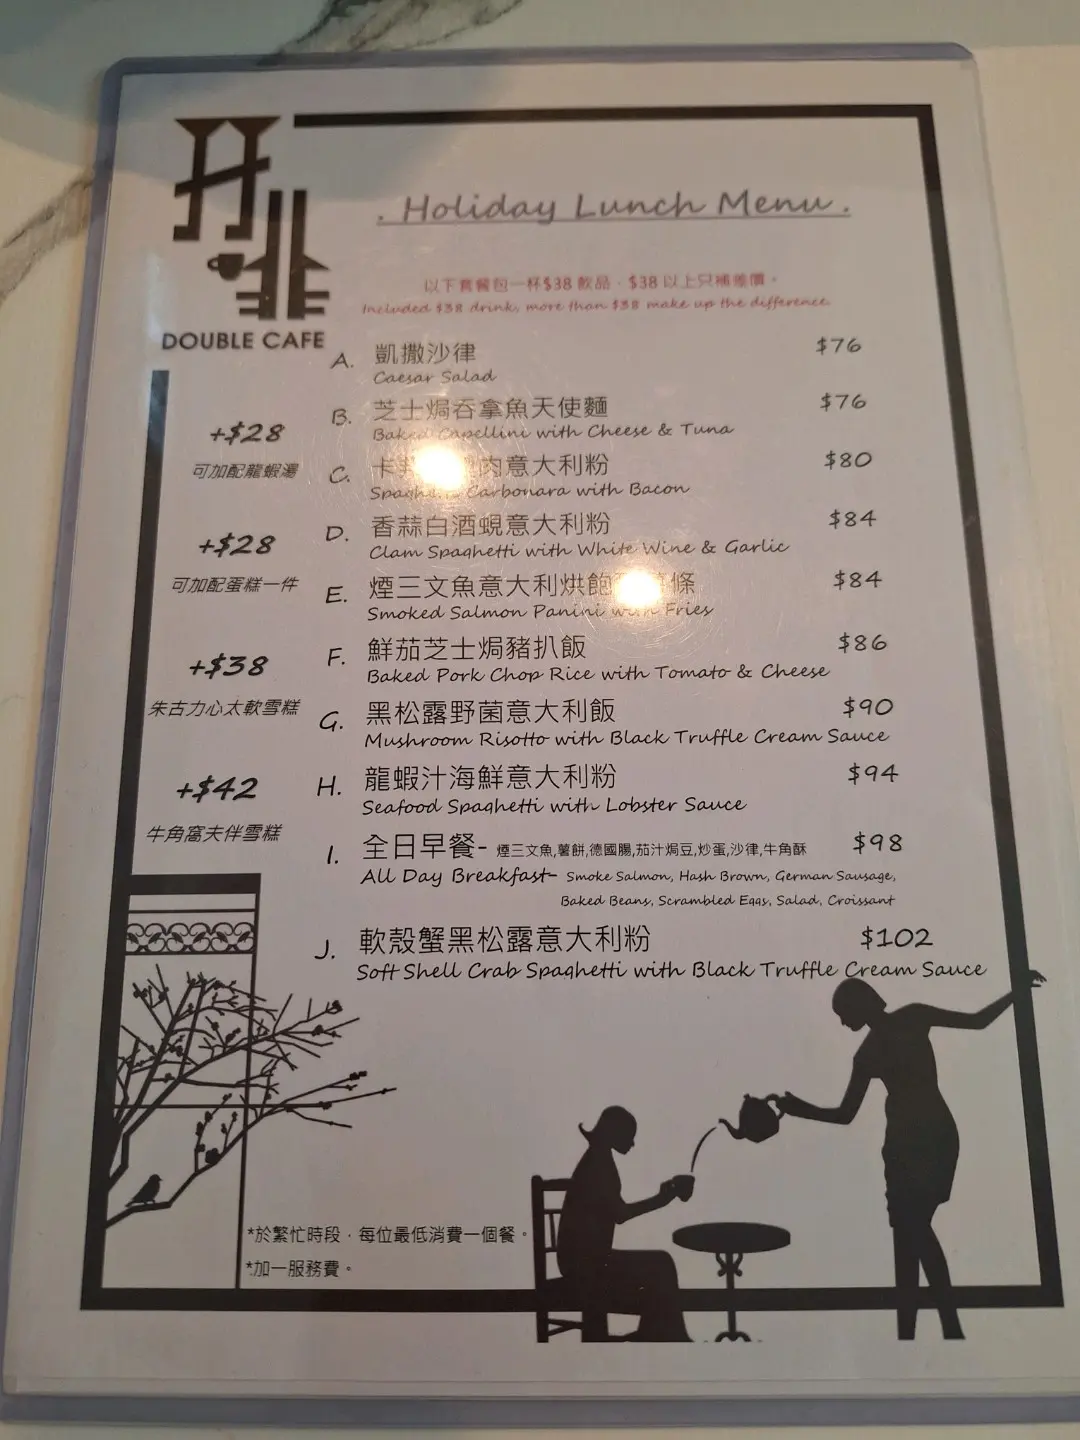 DOUBLE CAFE
. Holiday Lunch Menu .
以下套餐包一杯$38 飲品，$38 以上只補差價。
Included $38 drink, more than $38 make up the difference.
A. 凱撒沙律 $76
Caesar Salad
B. 芝士焗吞拿魚天使麵 $76
Baked Capellini with Cheese & Tuna
C. 卡 肉意大利粉 $80
Spaghetti Carbonara with Bacon
D. 香蒜白酒蜆意大利粉 $84
Clam Spaghetti with White Wine & Garlic
E. 煙三文魚意大利烘飽 條 $84
Smoked Salmon Panini with Fries
F. 鮮茄芝士焗豬扒飯 $86
Baked Pork Chop Rice with Tomato & Cheese
G. 黑松露野菌意大利飯 $90
Mushroom Risotto with Black Truffle Cream Sauce
H. 龍蝦汁海鮮意大利粉 $94
Seafood Spaghetti with Lobster Sauce
I. 全日早餐- 煙三文魚,薯餅,德國腸,茄汁焗豆,炒蛋,沙律,牛角酥 $98
All Day Breakfast- Smoke Salmon, Hash Brown, German Sausage,
Baked Beans, Scrambled Eggs, Salad, Croissant
J. 軟殼蟹黑松露意大利粉 $102
Soft Shell Crab Spaghetti with Black Truffle Cream Sauce
+$28
可加配龍蝦湯
+$28
可加配蛋糕一件
+$38
朱古力心太軟雪糕
+$42
牛角窩夫伴雪糕
*於繁忙時段，每位最低消費一個餐。
*加一服務費。